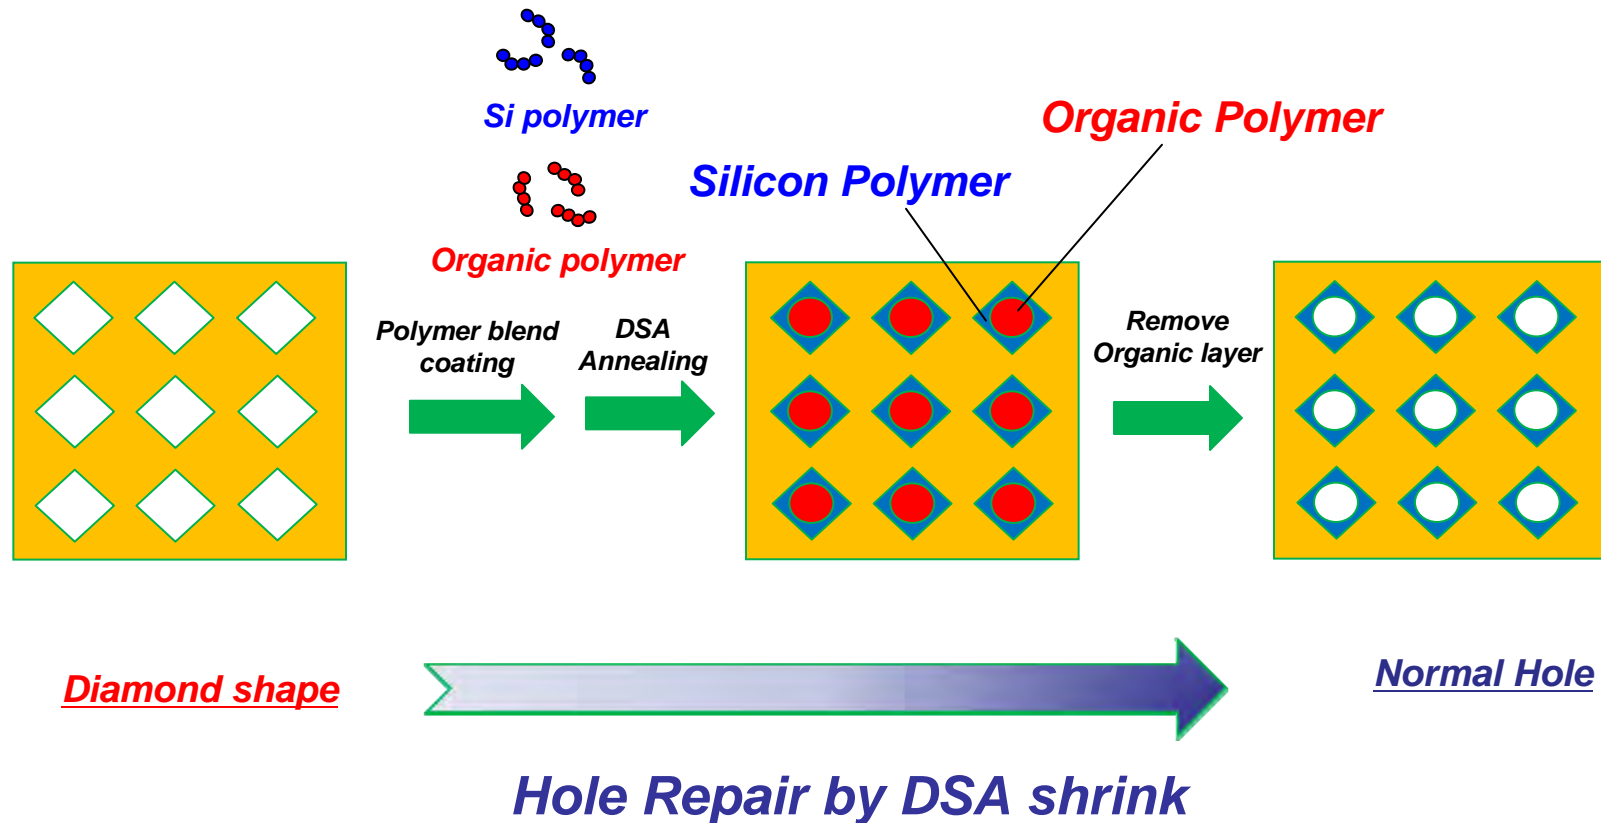 Si polymer
Organic Polymer
Silicon Polymer
Organic polymer
Polymer blend
coating
DSA
Annealing
Remove
Organic layer
Diamond shape
Normal Hole
Hole Repair by DSA shrink